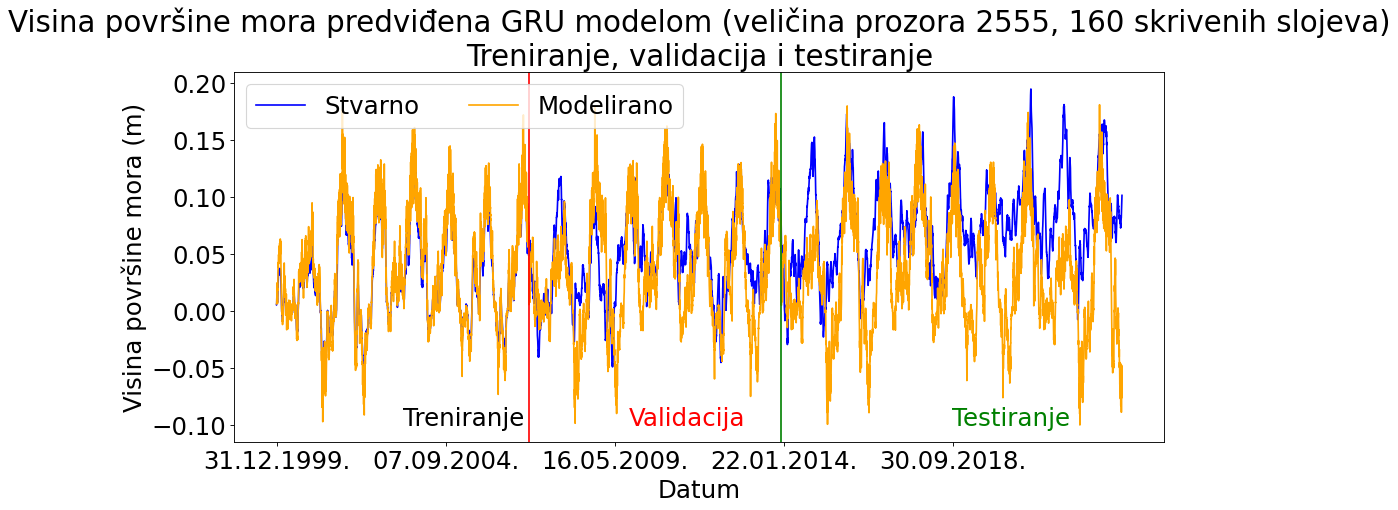 Visina površine mora predviđena GRU modelom (veličina prozora 2555, 160 skrivenih slojeva)
Treniranje, validacija i testiranje
Stvarno
Modelirano
Visina površine mora (m)
0.20
0.15
0.10
0.05
0.00
−0.05
−0.10
Treniranje
Validacija
Testiranje
31.12.1999.
07.09.2004.
16.05.2009.
22.01.2014.
30.09.2018.
Datum